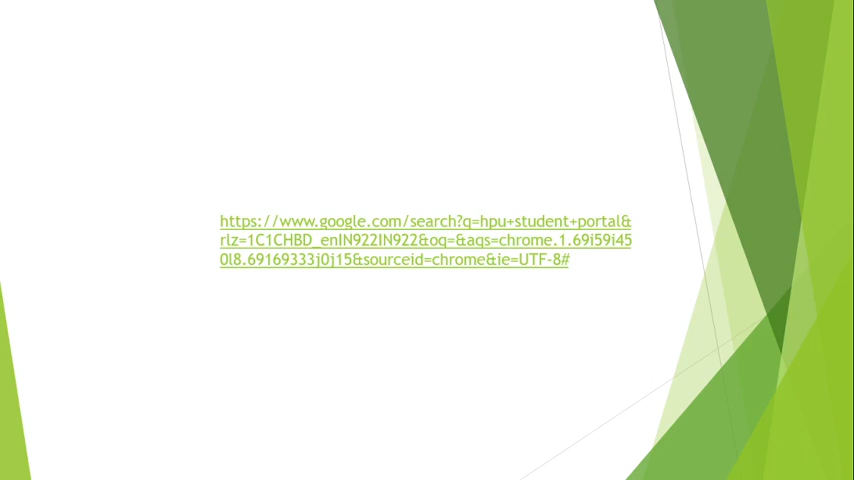 https://www.google.com/search?q=hpu+student+portal&
rlz=1C1CHBD_enIN922IN922&oq=&aqs=chrome.1.69i59i45
0l8.69169333j0j15&sourceid=chrome&ie=UTF-8#